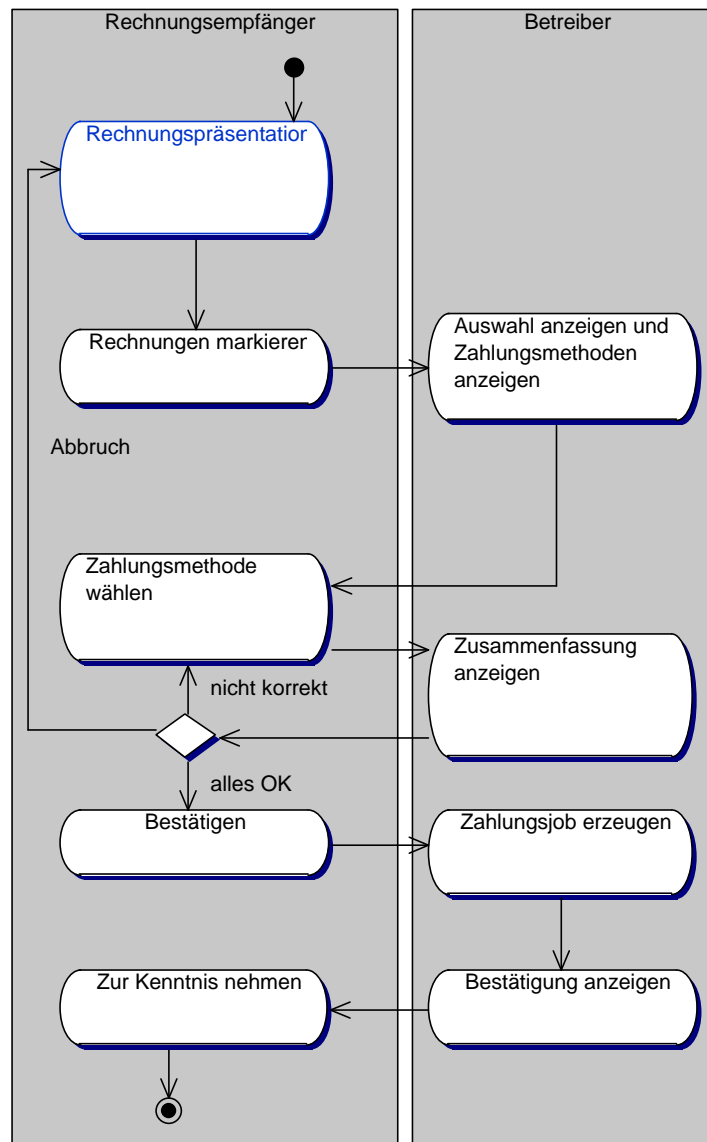 Rechnungsempfänger
Betreiber
Rechnungspräsentatior
Rechnungen markierer
Auswahl anzeigen und
Zahlungsmethoden
anzeigen
Abbruch
Zahlungsmethode
wählen
Zusammenfassung
anzeigen
nicht korrekt
alles OK
Bestätigen
Zahlungsjob erzeugen
Zur Kenntnis nehmen
Bestätigung anzeigen